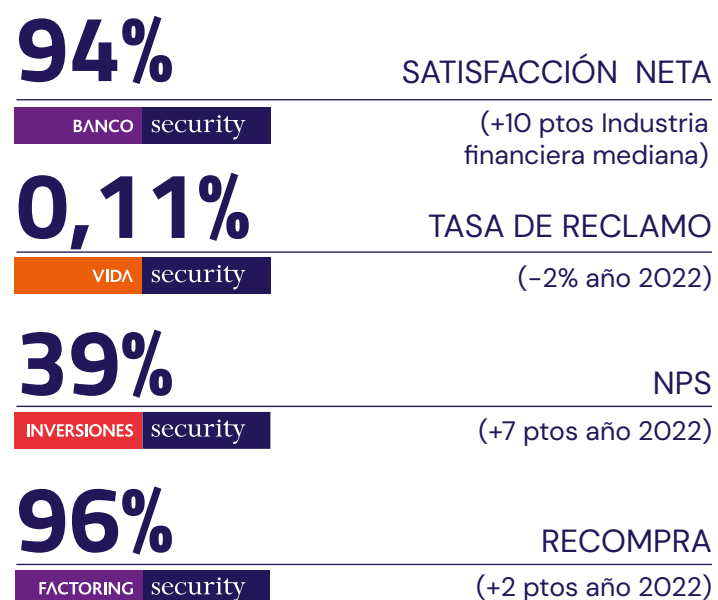 94%
SATISFACCIÓN NETA
BANCO security
(+10 ptos Industria
financiera mediana)
0,11%
TASA DE RECLAMO
VIDA security
(-2% año 2022)
39%
NPS
INVERSIONES security
(+7 ptos año 2022)
96%
RECOMPRA
FACTORING security
(+2 ptos año 2022)